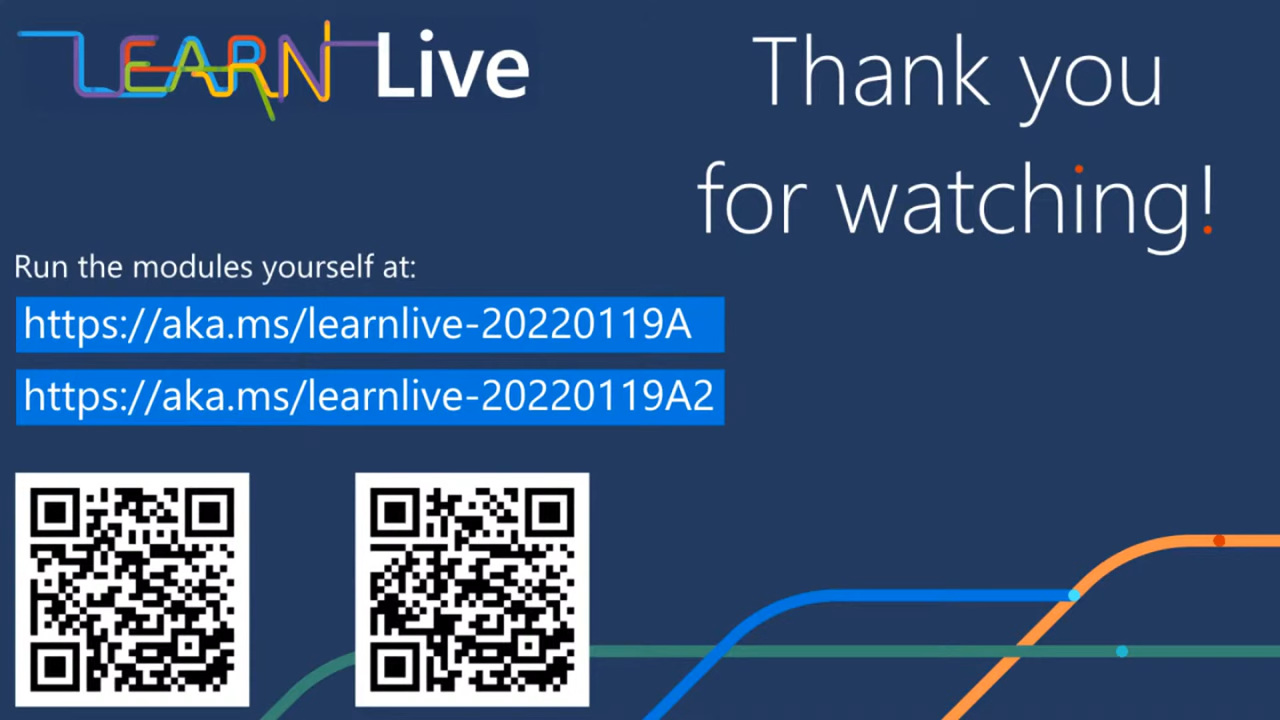 LEARN Live
Thank you
for watching!
Run the modules yourself at:
https://aka.ms/learnlive-20220119A
https://aka.ms/learnlive-20220119A2